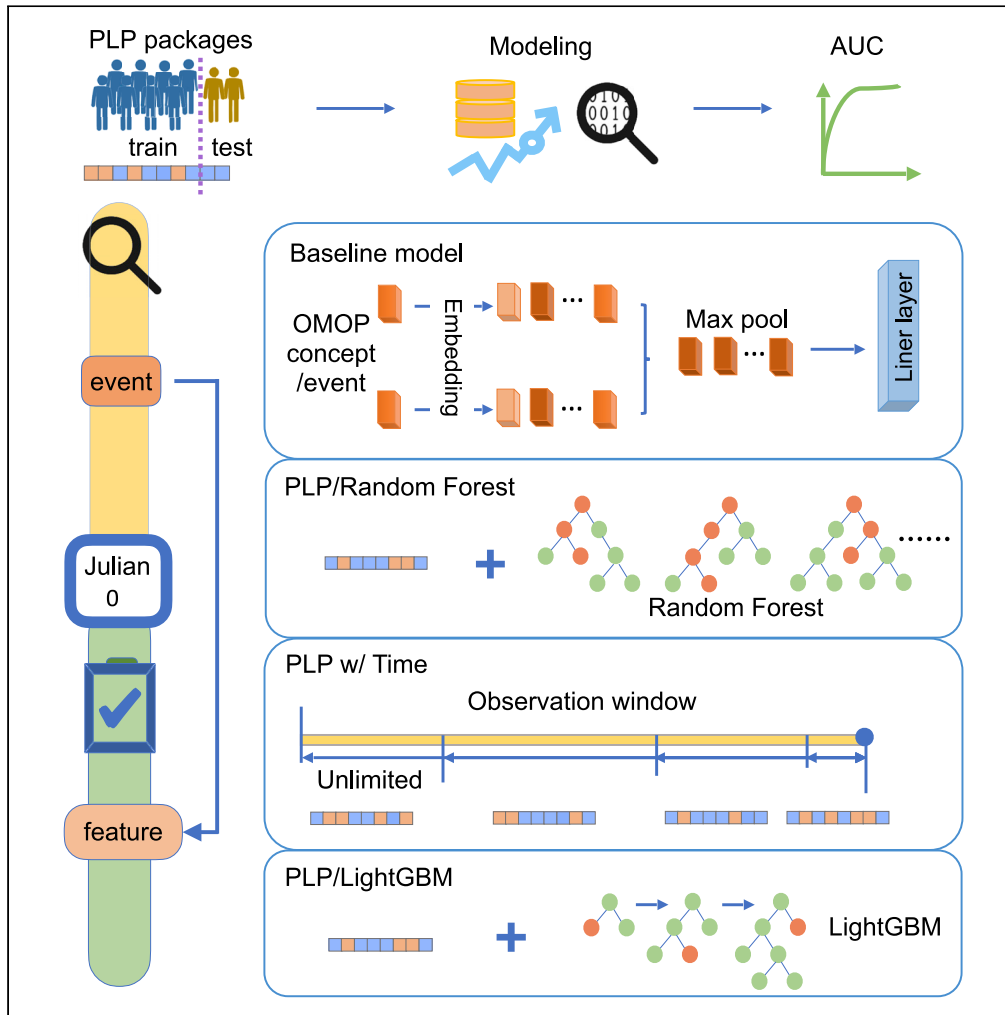 PLP packages
Modeling
AUC
train
test
event
Julian
0
feature
Baseline model
OMOP
concept
/event
Embedding
Max pool
Liner layer
PLP/Random Forest
Random Forest
PLP w/ Time
Observation window
Unlimited
PLP/LightGBM
LightGBM